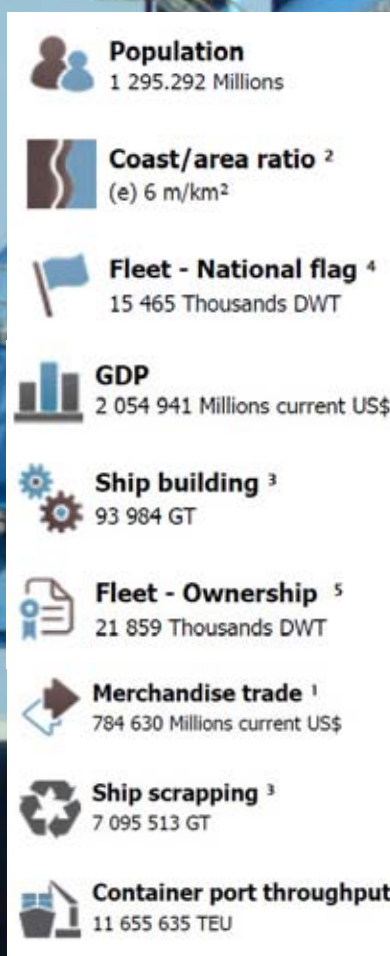 Population
1 295.292 Millions
Coast/area ratio ²
(e) 6 m/km²
Fleet - National flag ⁴
15 465 Thousands DWT
GDP
2 054 941 Millions current US$
Ship building ³
93 984 GT
Fleet - Ownership ⁵
21 859 Thousands DWT
Merchandise trade ¹
784 630 Millions current US$
Ship scrapping ³
7 095 513 GT
Container port throughput
11 655 635 TEU